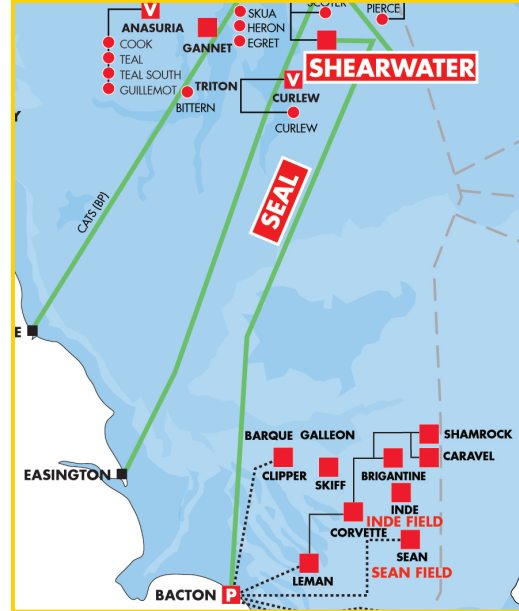 SCOTER
PIERCE
V
ANASURIA
SKUA
HERON
EGRET
GANNET
COOK
TEAL
TEAL SOUTH
GUILLEMOT
SHEARWATER
TRITON
V
CURLEW
BITTERN
CURLEW
Y
CATS (BP)
SEAL
E
BARQUE
GALLEON
SHAMROCK
CARAVEL
EASINGTON
CLIPPER
SKIFF
BRIGANTINE
INDE
INDE FIELD
CORVETTE
SEAN
SEAN FIELD
LEMAN
BACTON
P